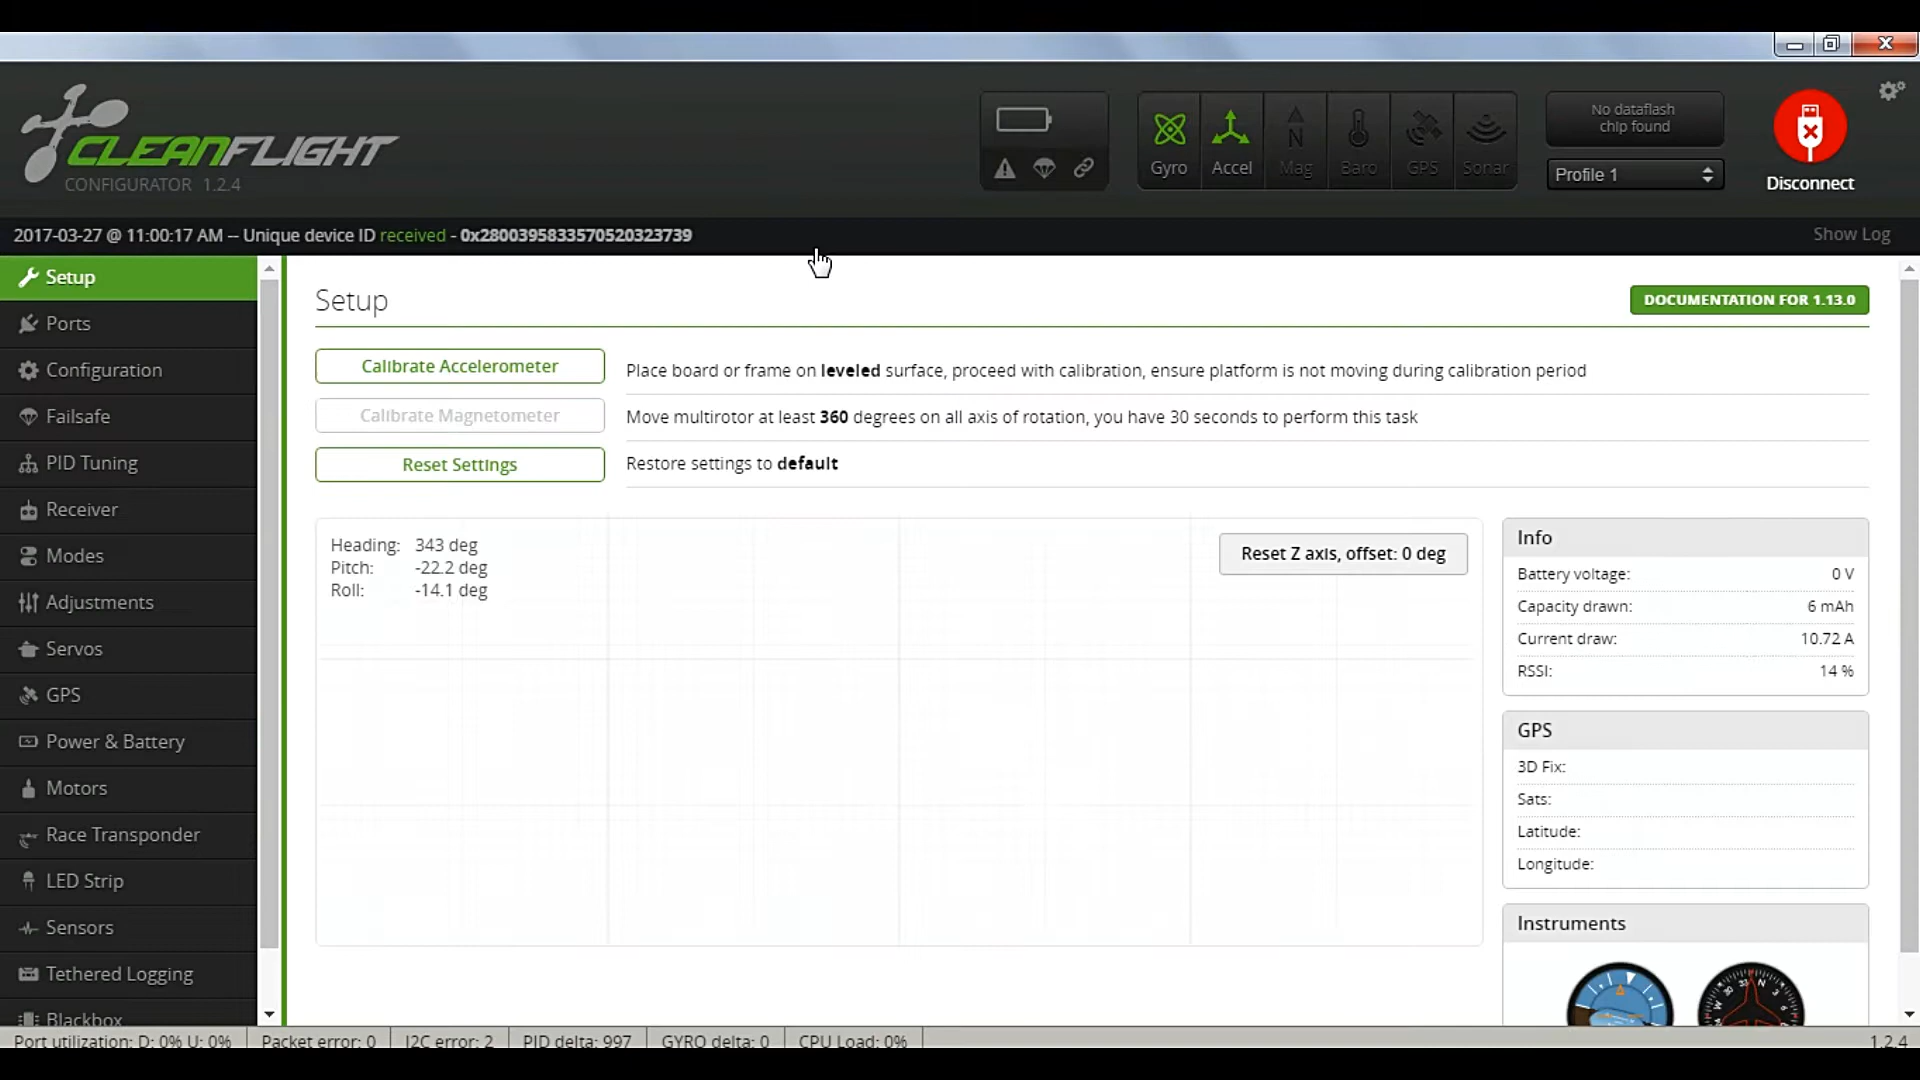 CLEANFLIGHT
CONFIGURATOR 1.2.4
Gyro
Accel
Mag
Baro
GPS
Sonar
No dataflash
chip found
Profile 1
Disconnect
2017-03-27 @ 11:00:17 AM -- Unique device ID received - 0x2800395833570520323739
Show Log
Setup
Ports
Configuration
Failsafe
PID Tuning
Receiver
Modes
Adjustments
Servos
GPS
Power & Battery
Motors
Race Transponder
LED Strip
Sensors
Tethered Logging
Blackbox
Setup
DOCUMENTATION FOR 1.13.0
Calibrate Accelerometer
Place board or frame on leveled surface, proceed with calibration, ensure platform is not moving during calibration period
Calibrate Magnetometer
Move multirotor at least 360 degrees on all axis of rotation, you have 30 seconds to perform this task
Reset Settings
Restore settings to default
Heading: 343 deg
Pitch: -22.2 deg
Roll: -14.1 deg
Reset Z axis, offset: 0 deg
Info
Battery voltage: 0 V
Capacity drawn: 6 mAh
Current draw: 10.72 A
RSSI: 14 %
GPS
3D Fix:
Sats:
Latitude:
Longitude:
Instruments
Port utilization: D: 0% U: 0%
Packet error: 0
I2C error: 2
PID delta: 997
GYRO delta: 0
CPU Load: 0%
1.2.4